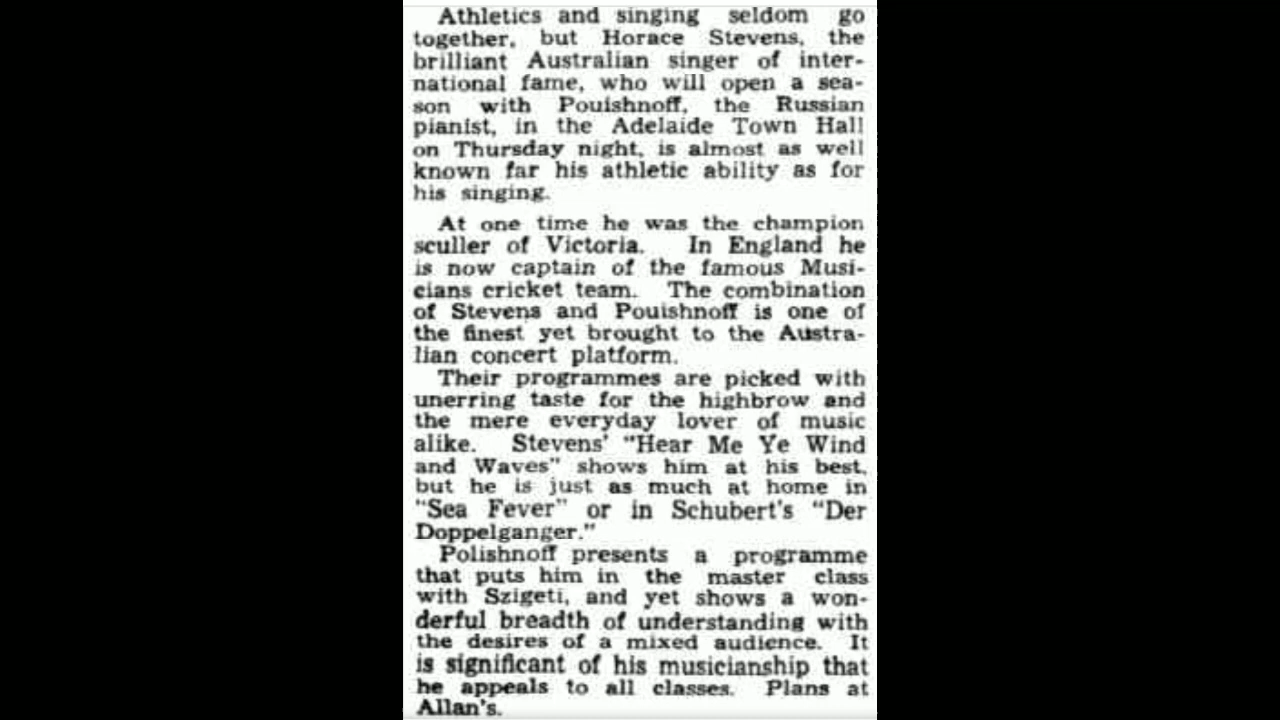 Athletics and singing seldom go
together, but Horace Stevens, the
brilliant Australian singer of inter-
national fame, who will open a sea-
son with Pouishnoff, the Russian
pianist, in the Adelaide Town Hall
on Thursday night, is almost as well
known far his athletic ability as for
his singing.
At one time he was the champion
sculler of Victoria. In England he
is now captain of the famous Musi-
cians cricket team. The combination
of Stevens and Pouishnoff is one of
the finest yet brought to the Austra-
lian concert platform.
Their programmes are picked with
unerring taste for the highbrow and
the mere everyday lover of music
alike. Stevens' "Hear Me Ye Wind
and Waves" shows him at his best,
but he is just as much at home in
"Sea Fever" or in Schubert's "Der
Doppelganger."
Polishnoff presents a programme
that puts him in the master class
with Szigeti, and yet shows a won-
derful breadth of understanding with
the desires of a mixed audience. It
is significant of his musicianship that
he appeals to all classes. Plans at
Allan's.